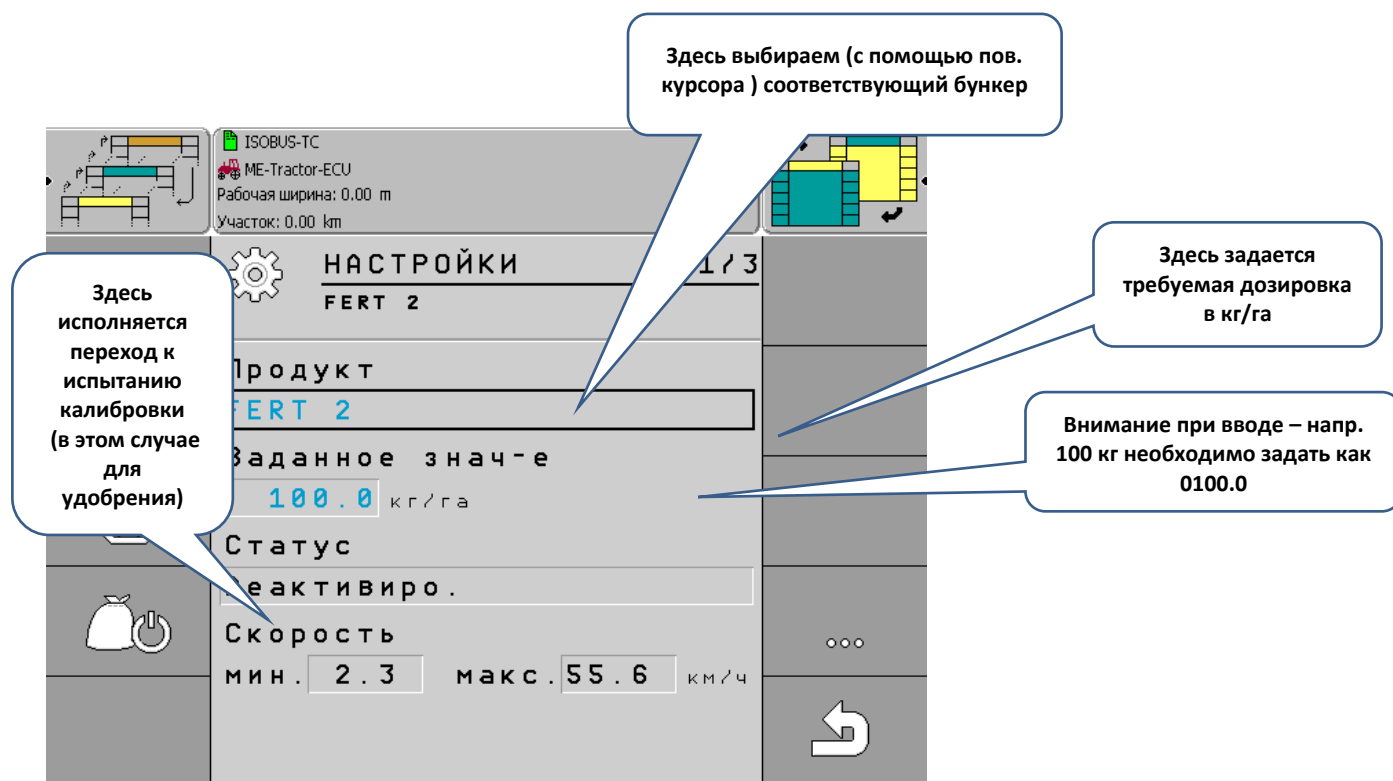 Здесь выбираем (с помощью пов.
курсора ) соответствующий бункер
ISOBUS-TC
ME-Tractor-ECU
Рабочая ширина: 0.00 m
Участок: 0.00 km
НАСТРОЙКИ 1/3
FERT 2
Здесь
исполняется
переход к
испытанию
калибровки
(в этом случае
для
удобрения)
Здесь задается
требуемая дозировка
в кг/га
Продукт
FERT 2
Внимание при вводе – напр.
100 кг необходимо задать как
0100.0
Заданное знач-е
100.0 кг/га
Статус
Деактивиро.
Скорость
мин. 2.3 макс. 55.6 км/ч